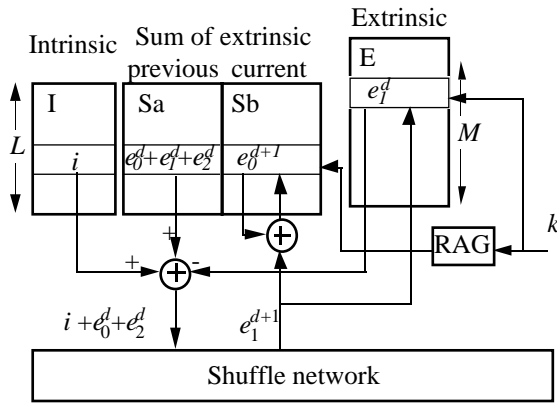 Extrinsic
Intrinsic
Sum of extrinsic
previous current
I Sa Sb E
e_1^d
L
M
i
e_0^d+e_1^d+e_2^d
e_0^{d+1}
k
RAG
+
+
+
-
+
i +e_0^d+e_2^d
e_1^{d+1}
Shuffle network